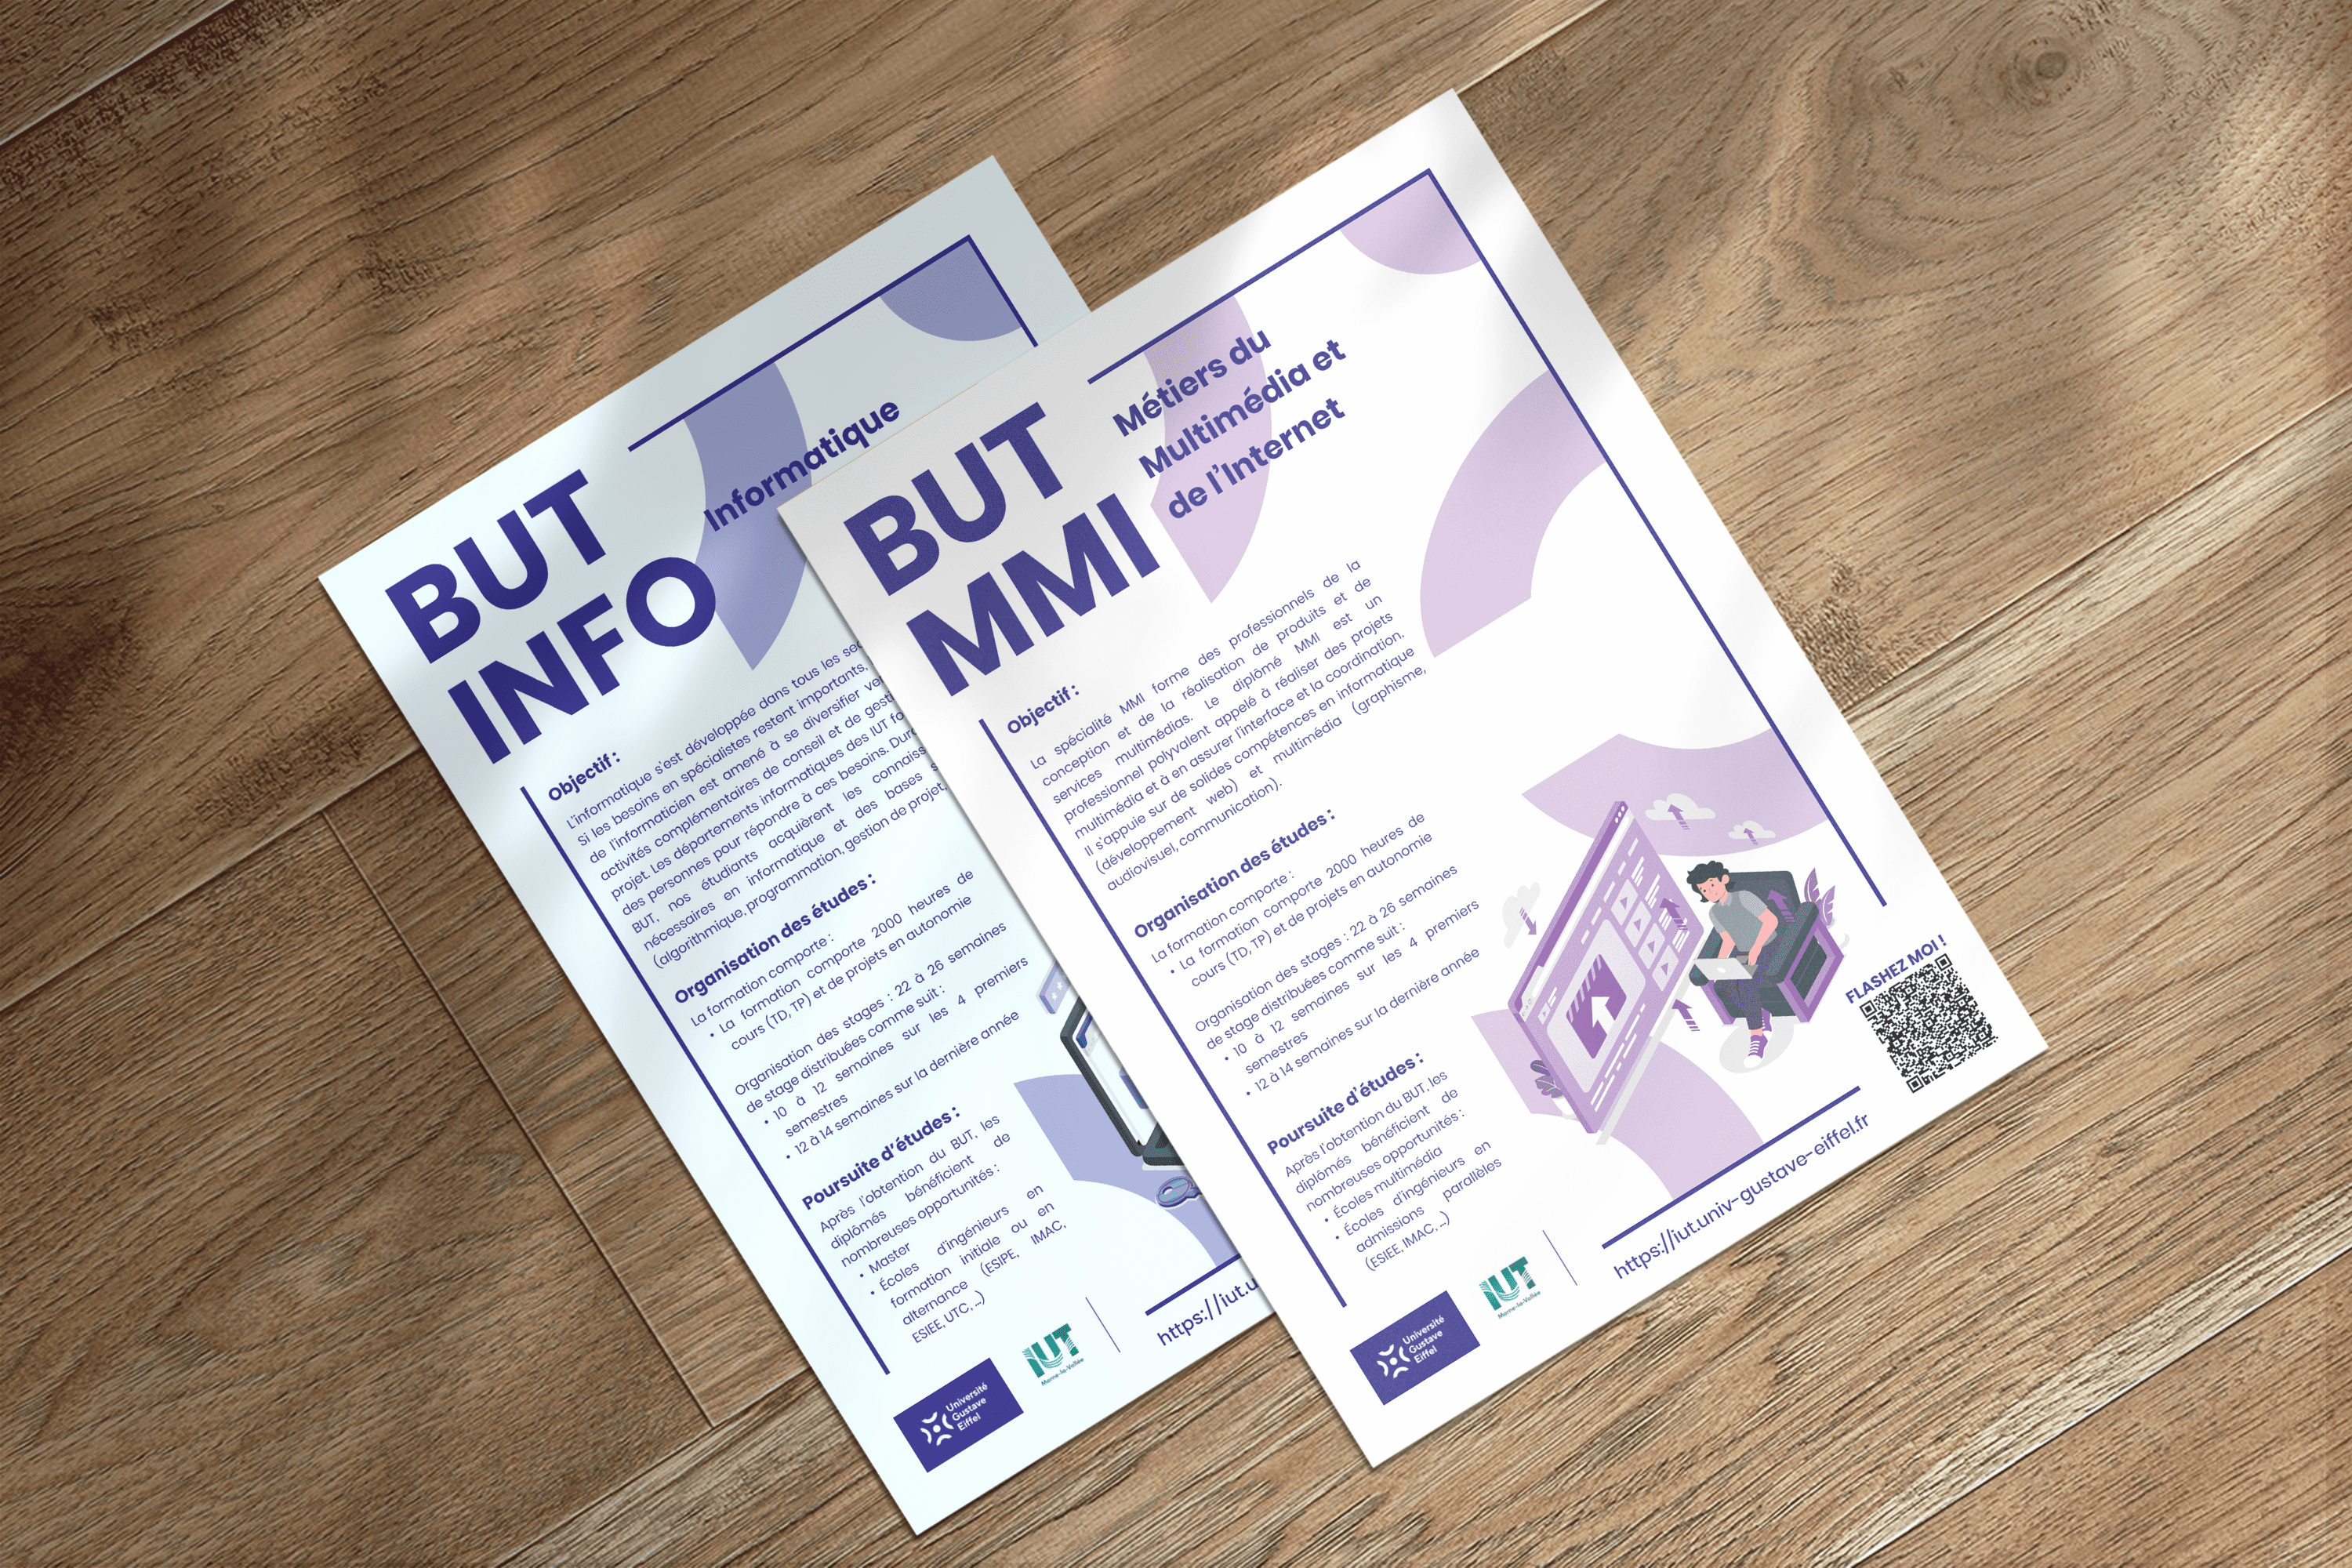 BUT
INFO
Informatique
Objectif :
L'informatique s'est développée dans tous les
Si les besoins en spécialistes restent importants,
de l'informaticien est amené à se diversifier
activités complémentaires de conseil et de
projet. Les départements informatiques des IUT
des personnes pour répondre à ces besoins.
BUT, nos étudiants acquièrent les
nécessaires en informatique et des bases
(algorithmique, programmation, gestion de projet,
Organisation des études :
La formation comporte :
• La formation comporte 2000 heures de
cours (TD, TP) et de projets en autonomie
Organisation des stages : 22 à 26 semaines
de stage distribuées comme suit :
• 10 à 12 semaines sur les 4 premiers
semestres
• 12 à 14 semaines sur la dernière année
Poursuite d'études :
Après l'obtention du BUT, les
diplômés bénéficient de
nombreuses opportunités :
• Master
• Écoles d'ingénieurs en
formation initiale ou en
alternance (ESIPE, IMAC,
ESIEE, UTC, ...)
Université
Gustave
Eiffel
IUT
Marne-la-Vallée
https://iut.u
BUT
MMI
Métiers du
Multimédia et
de l'Internet
Objectif :
La spécialité MMI forme des professionnels de la
conception et de la réalisation de produits et de
services multimédias. Le diplômé MMI est un
professionnel polyvalent appelé à réaliser des projets
multimédia et à en assurer l'interface et la coordination.
Il s'appuie sur de solides compétences en informatique
(développement web) et multimédia (graphisme,
audiovisuel, communication).
Organisation des études :
La formation comporte :
• La formation comporte 2000 heures de
cours (TD, TP) et de projets en autonomie
Organisation des stages : 22 à 26 semaines
de stage distribuées comme suit :
• 10 à 12 semaines sur les 4 premiers
semestres
• 12 à 14 semaines sur la dernière année
Poursuite d'études :
Après l'obtention du BUT, les
diplômés bénéficient de
nombreuses opportunités :
• Écoles multimédia
• Écoles d'ingénieurs en
admissions parallèles
(ESIEE, IMAC, ...)
FLASHEZ MOI !
Université
Gustave
Eiffel
IUT
Marne-la-Vallée
https://iut.univ-gustave-eiffel.fr